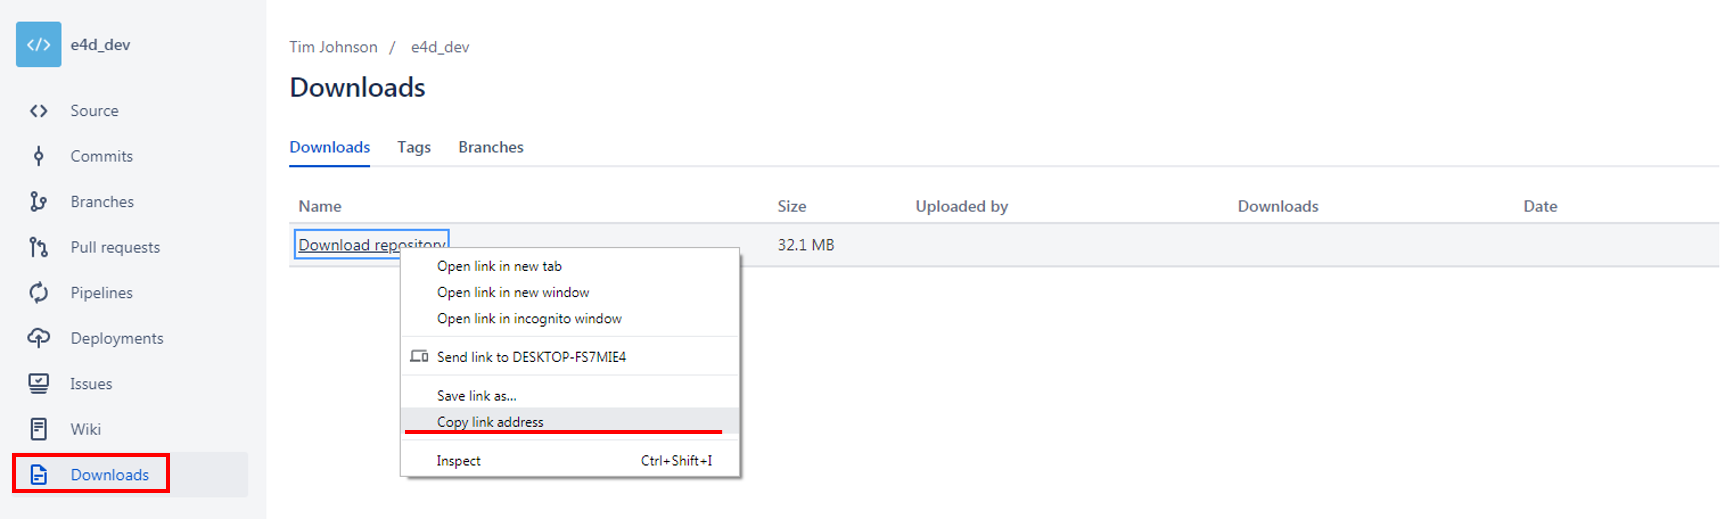 e4d_dev
Source
Commits
Branches
Pull requests
Pipelines
Deployments
Issues
Wiki
Downloads
Tim Johnson / e4d_dev
Downloads
Downloads Tags Branches
Name Size Uploaded by Downloads Date
Download repository 32.1 MB
Open link in new tab
Open link in new window
Open link in incognito window
Send link to DESKTOP-FS7MIE4
Save link as...
Copy link address
Inspect Ctrl+Shift+I